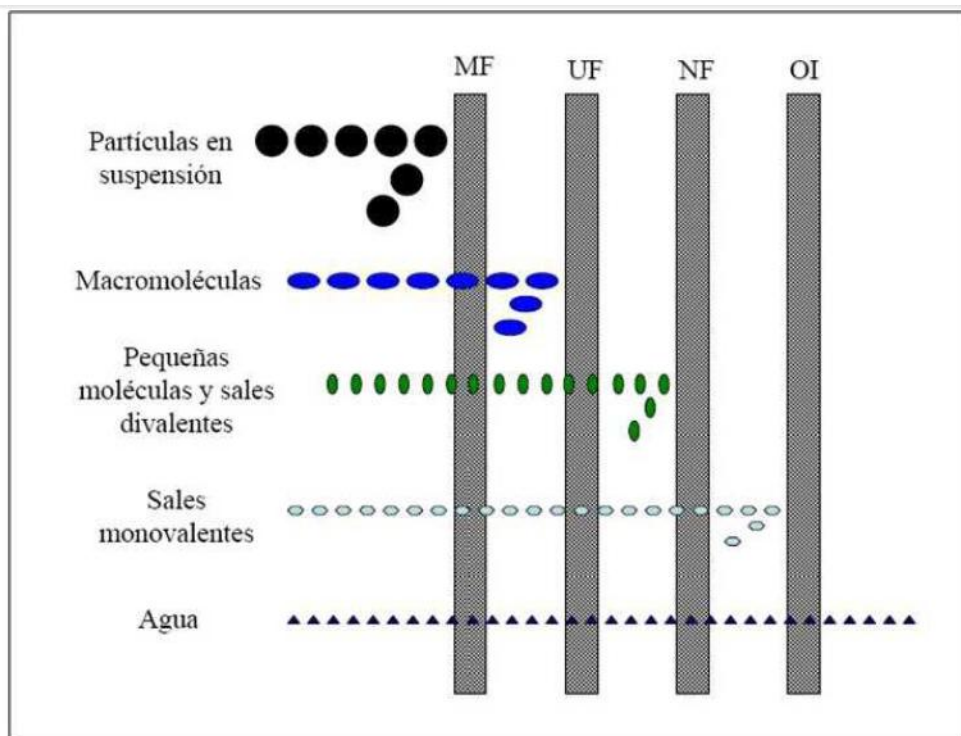 MF
UF
NF
OI
Partículas en
suspensión
Macromoléculas
Pequeñas
moléculas y sales
divalentes
Sales
monovalentes
Agua